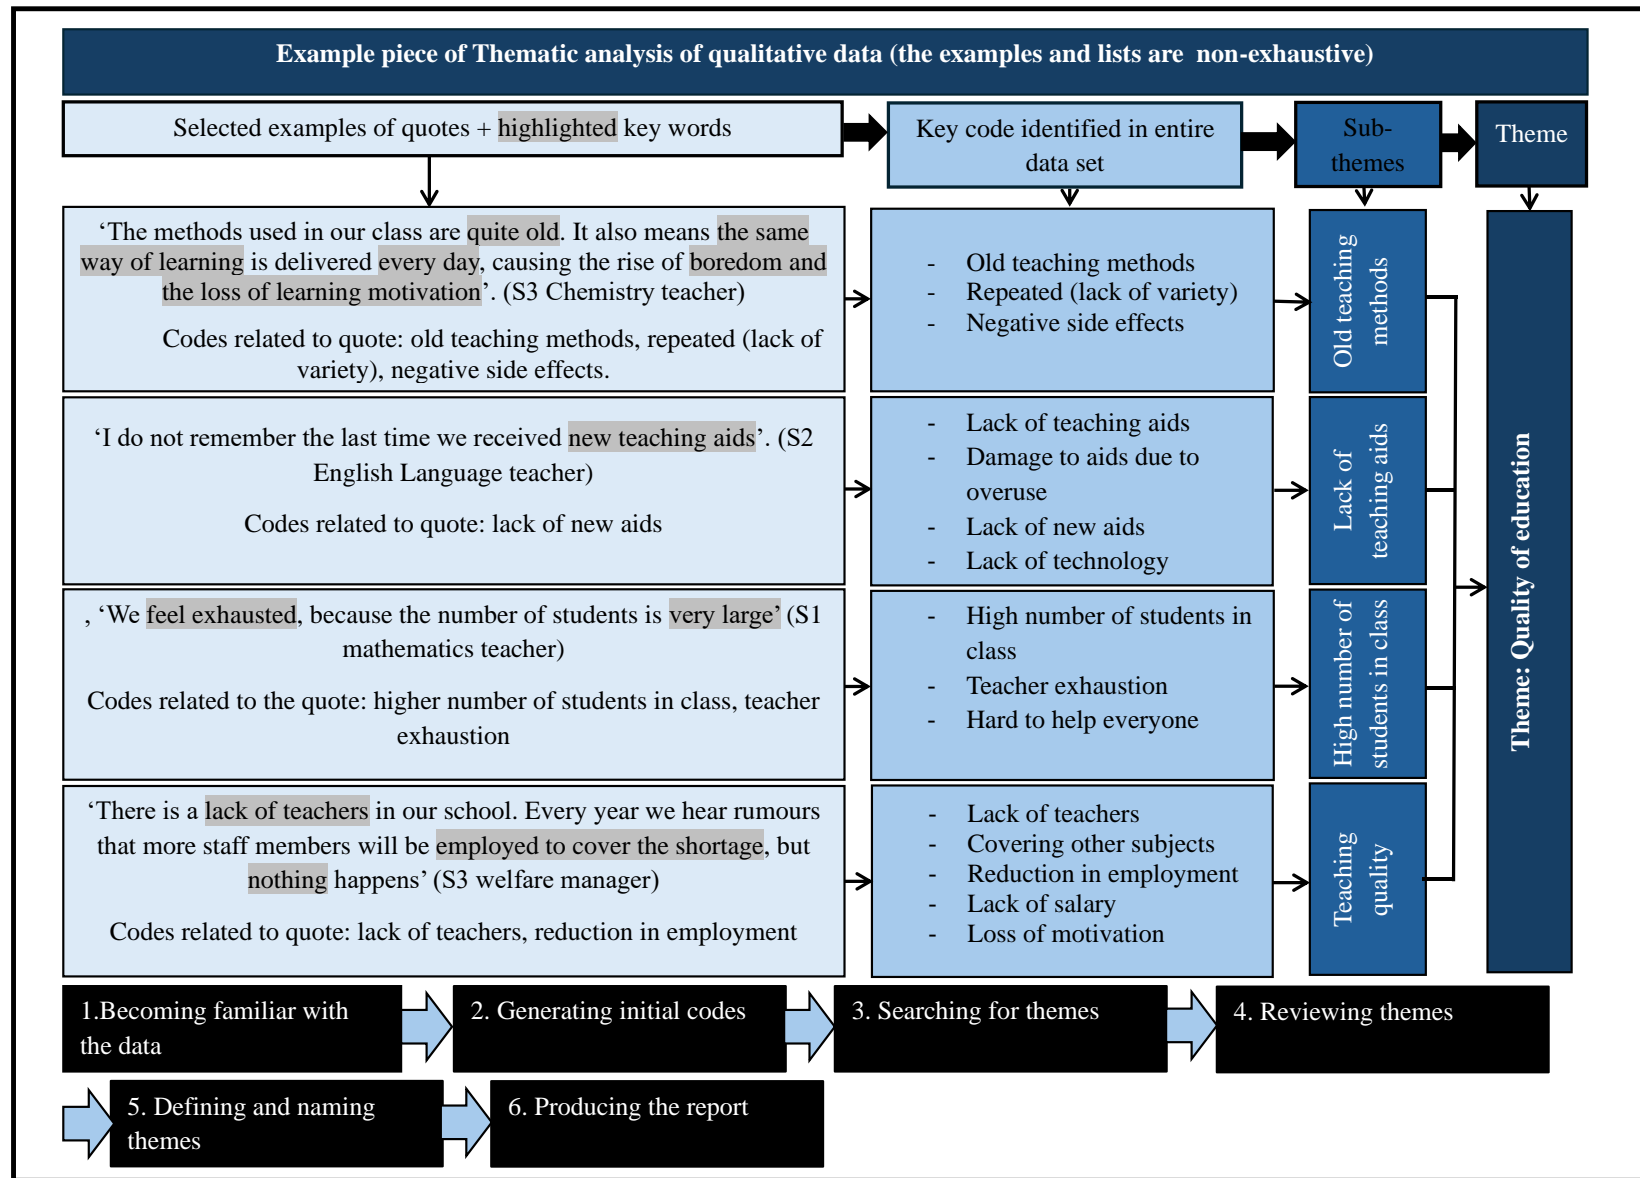 Example piece of Thematic analysis of qualitative data (the examples and lists are non-exhaustive)
Selected examples of quotes + highlighted key words
Key code identified in entire
data set
Sub-
themes
Theme
‘The methods used in our class are quite old. It also means the same
way of learning is delivered every day, causing the rise of boredom and
the loss of learning motivation’. (S3 Chemistry teacher)
Codes related to quote: old teaching methods, repeated (lack of
variety), negative side effects.
- Old teaching methods
- Repeated (lack of variety)
- Negative side effects
Old teaching
methods
‘I do not remember the last time we received new teaching aids’. (S2
English Language teacher)
Codes related to quote: lack of new aids
- Lack of teaching aids
- Damage to aids due to
overuse
- Lack of new aids
- Lack of technology
Lack of
teaching aids
, ‘We feel exhausted, because the number of students is very large’ (S1
mathematics teacher)
Codes related to the quote: higher number of students in class, teacher
exhaustion
- High number of students in
class
- Teacher exhaustion
- Hard to help everyone
High number of
students in class
‘There is a lack of teachers in our school. Every year we hear rumours
that more staff members will be employed to cover the shortage, but
nothing happens’ (S3 welfare manager)
Codes related to quote: lack of teachers, reduction in employment
- Lack of teachers
- Covering other subjects
- Reduction in employment
- Lack of salary
- Loss of motivation
Teaching
quality
Theme: Quality of education
1.Becoming familiar with
the data
2. Generating initial codes
3. Searching for themes
4. Reviewing themes
5. Defining and naming
themes
6. Producing the report